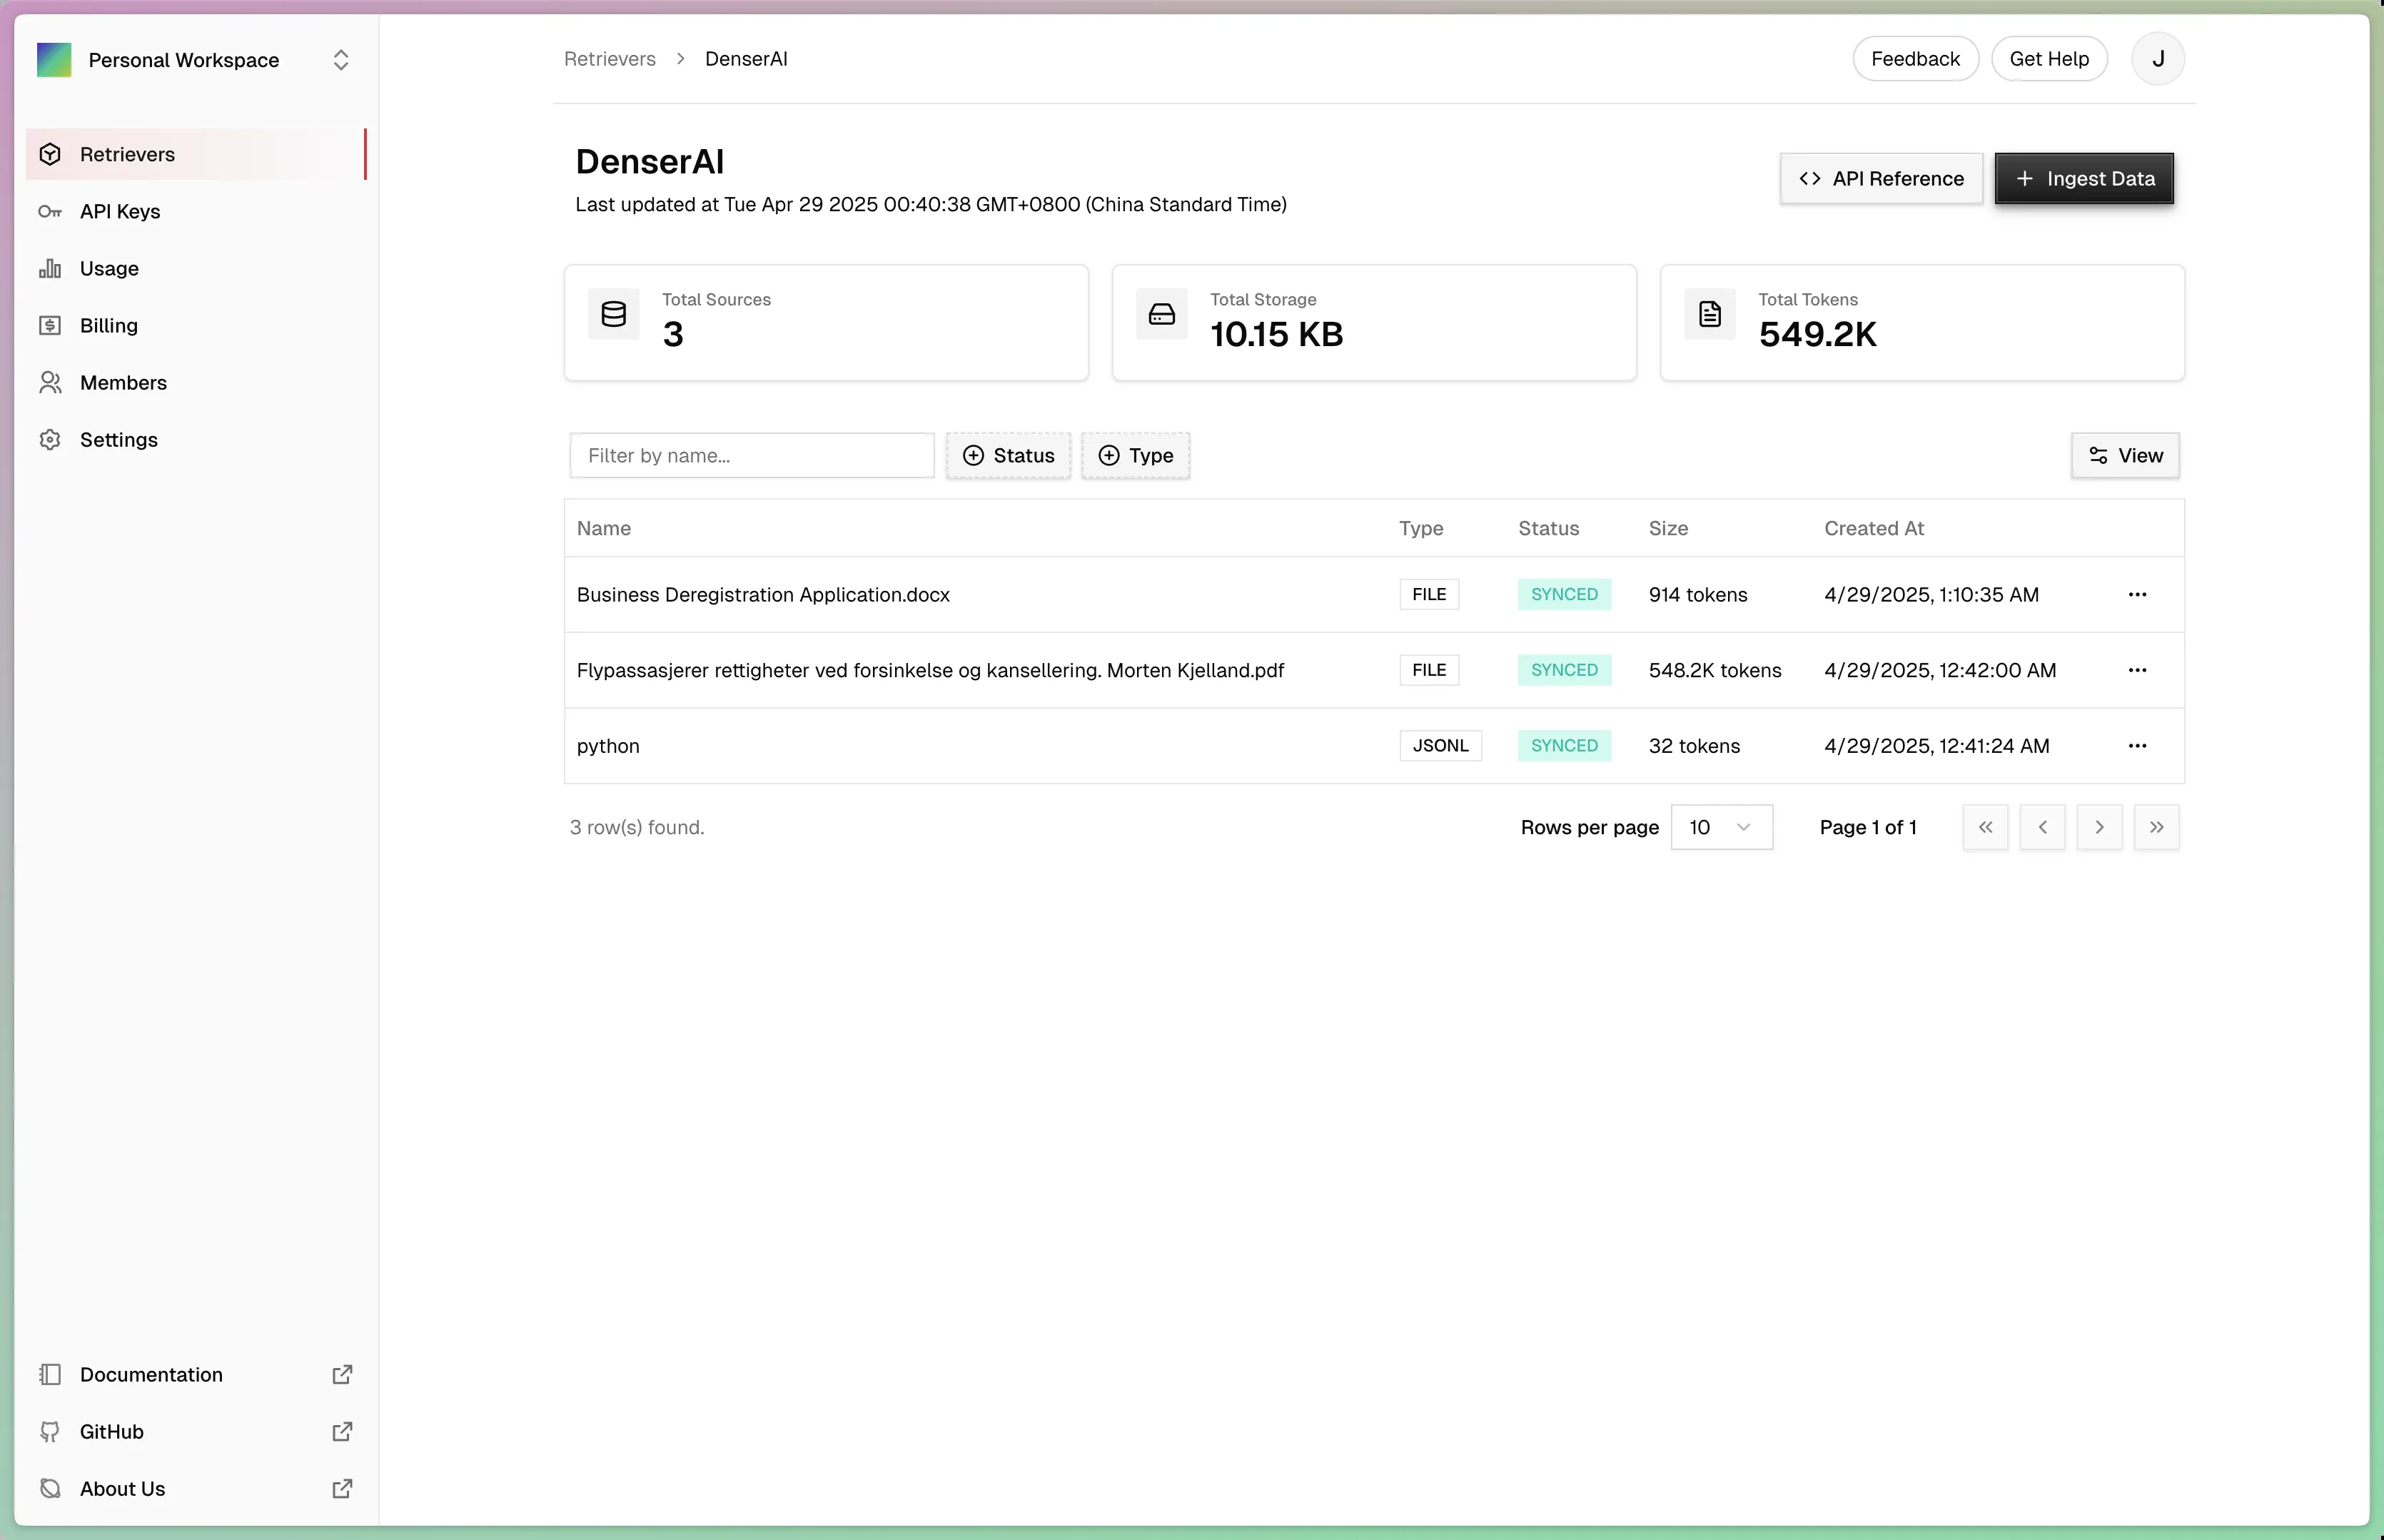 Personal Workspace
Retrievers
API Keys
Usage
Billing
Members
Settings
Documentation
GitHub
About Us
Retrievers > DenserAI
Feedback
Get Help
J
DenserAI
Last updated at Tue Apr 29 2025 00:40:38 GMT+0800 (China Standard Time)
API Reference
Ingest Data
Total Sources
3
Total Storage
10.15 KB
Total Tokens
549.2K
Filter by name...
Status
Type
View
Name Type Status Size Created At
Business Deregistration Application.docx FILE SYNCED 914 tokens 4/29/2025, 1:10:35 AM
Flypassasjerer rettigheter ved forsinkelse og kansellering. Morten Kjelland.pdf FILE SYNCED 548.2K tokens 4/29/2025, 12:42:00 AM
python JSONL SYNCED 32 tokens 4/29/2025, 12:41:24 AM
3 row(s) found.
Rows per page 10 Page 1 of 1